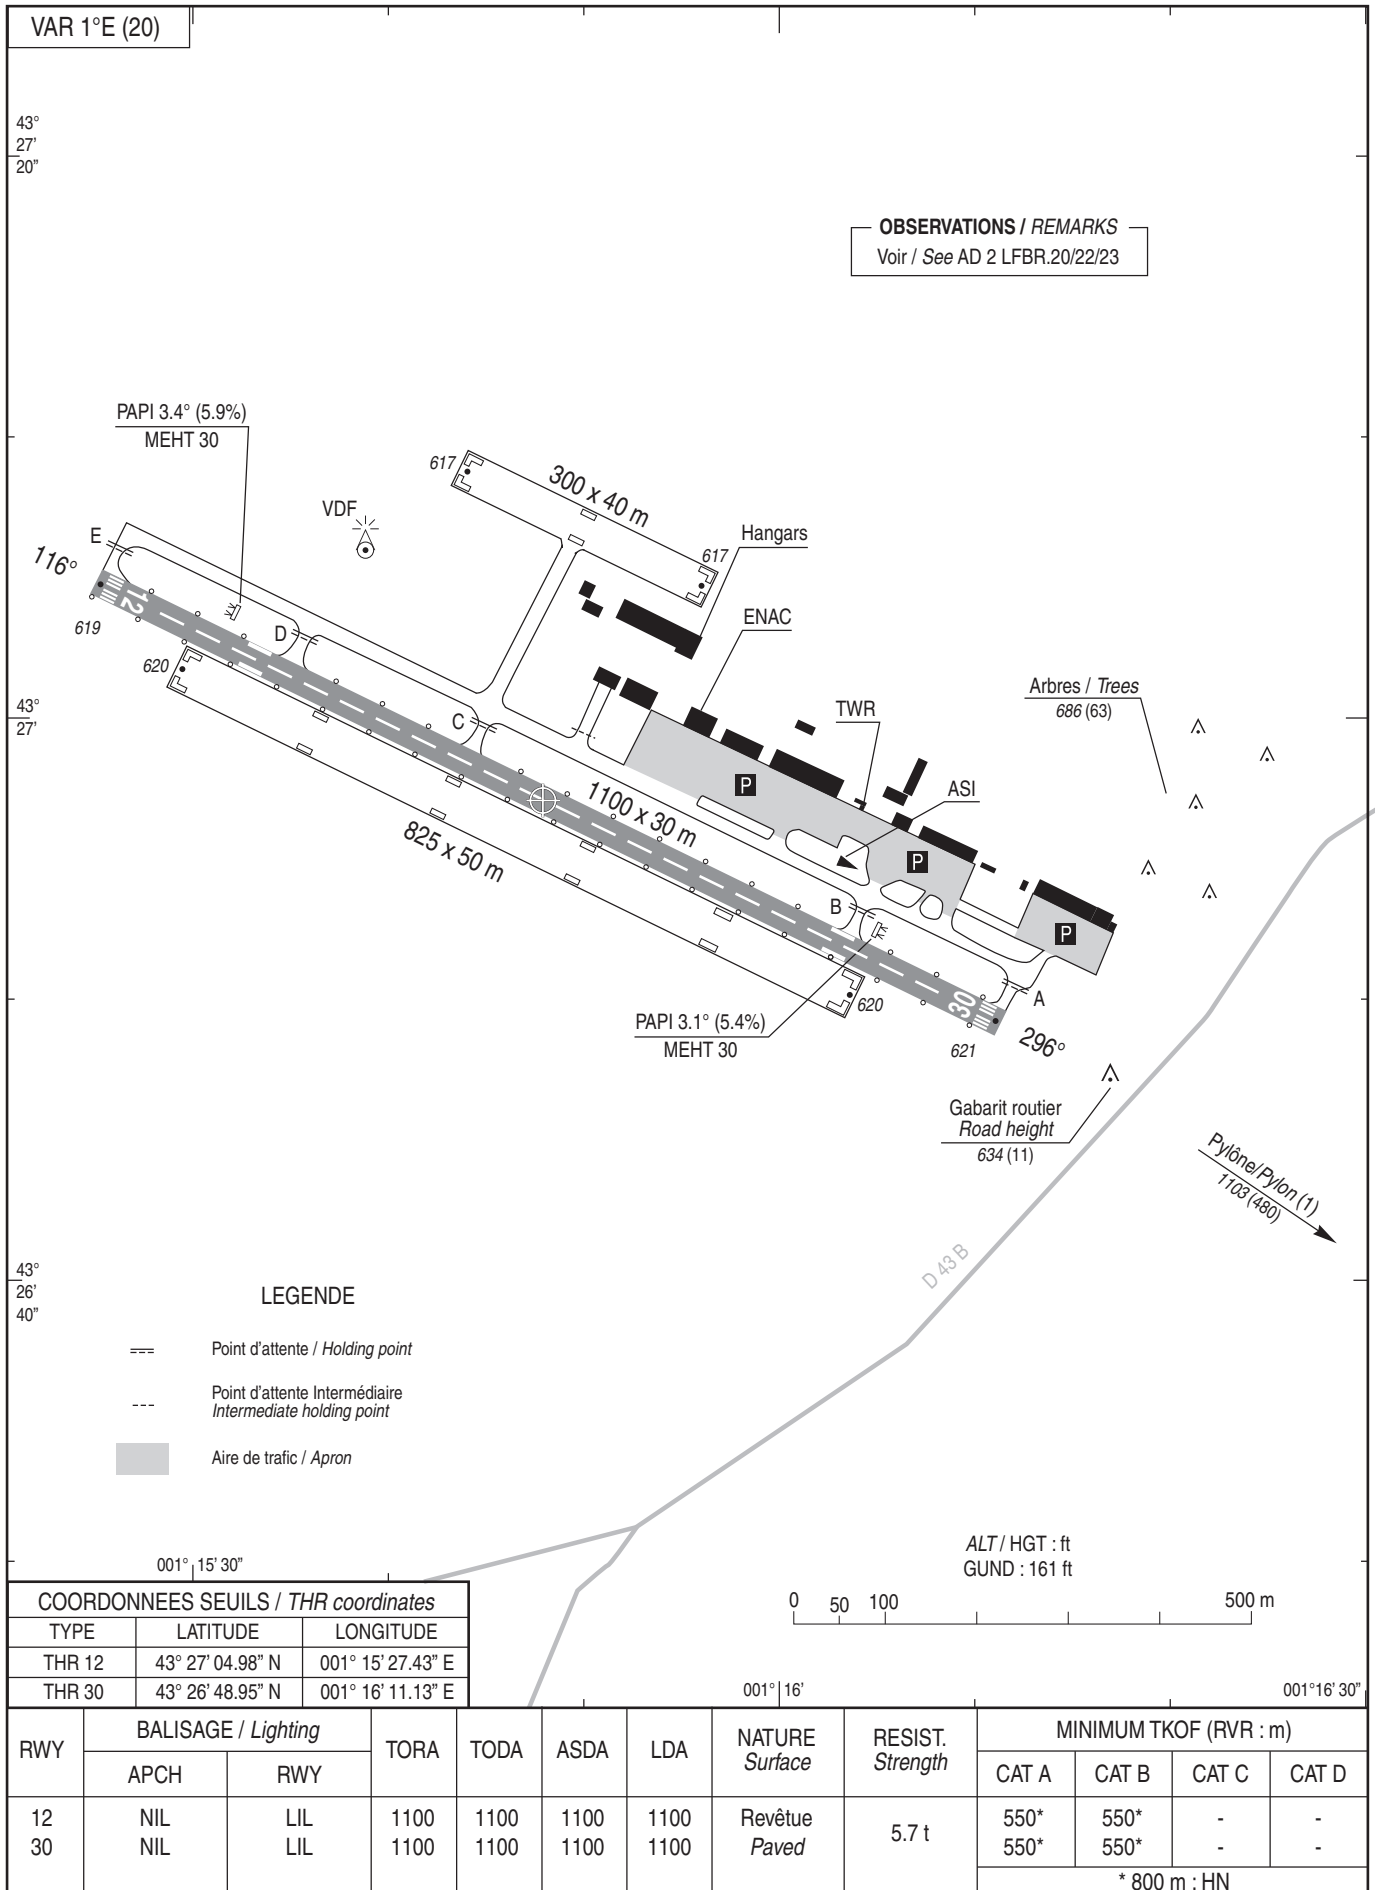 VAR 1°E (20)
43°
27'
20"
OBSERVATIONS / REMARKS
Voir / See AD 2 LFBR.20/22/23
PAPI 3.4° (5.9%)
MEHT 30
617
300 x 40 m
VDF
Hangars
E
116°
617
12
619
D
ENAC
620
Arbres / Trees
686 (63)
43°
27'
C
TWR
P
ASI
1100 x 30 m
825 x 50 m
P
B
P
A
30
620
PAPI 3.1° (5.4%)
MEHT 30
621
296°
Gabarit routier
Road height
634 (11)
Pylône/Pylon (1)
1103 (480)
D 43 B
43°
26'
40"
LEGENDE
Point d'attente / Holding point
Point d'attente Intermédiaire
Intermediate holding point
Aire de trafic / Apron
ALT / HGT : ft
GUND : 161 ft
001° 15' 30"
0 50 100 500 m
COORDONNEES SEUILS / THR coordinates
TYPE LATITUDE LONGITUDE
THR 12 43° 27' 04.98" N 001° 15' 27.43" E
THR 30 43° 26' 48.95" N 001° 16' 11.13" E
001° 16'
001°16' 30"
RWY BALISAGE / Lighting TORA TODA ASDA LDA NATURE RESIST. MINIMUM TKOF (RVR : m)
Surface Strength
APCH RWY CAT A CAT B CAT C CAT D
12 NIL LIL 1100 1100 1100 1100 Revêtue 5.7 t 550* 550* - -
30 NIL LIL 1100 1100 1100 1100 Paved 550* 550* - -
* 800 m : HN